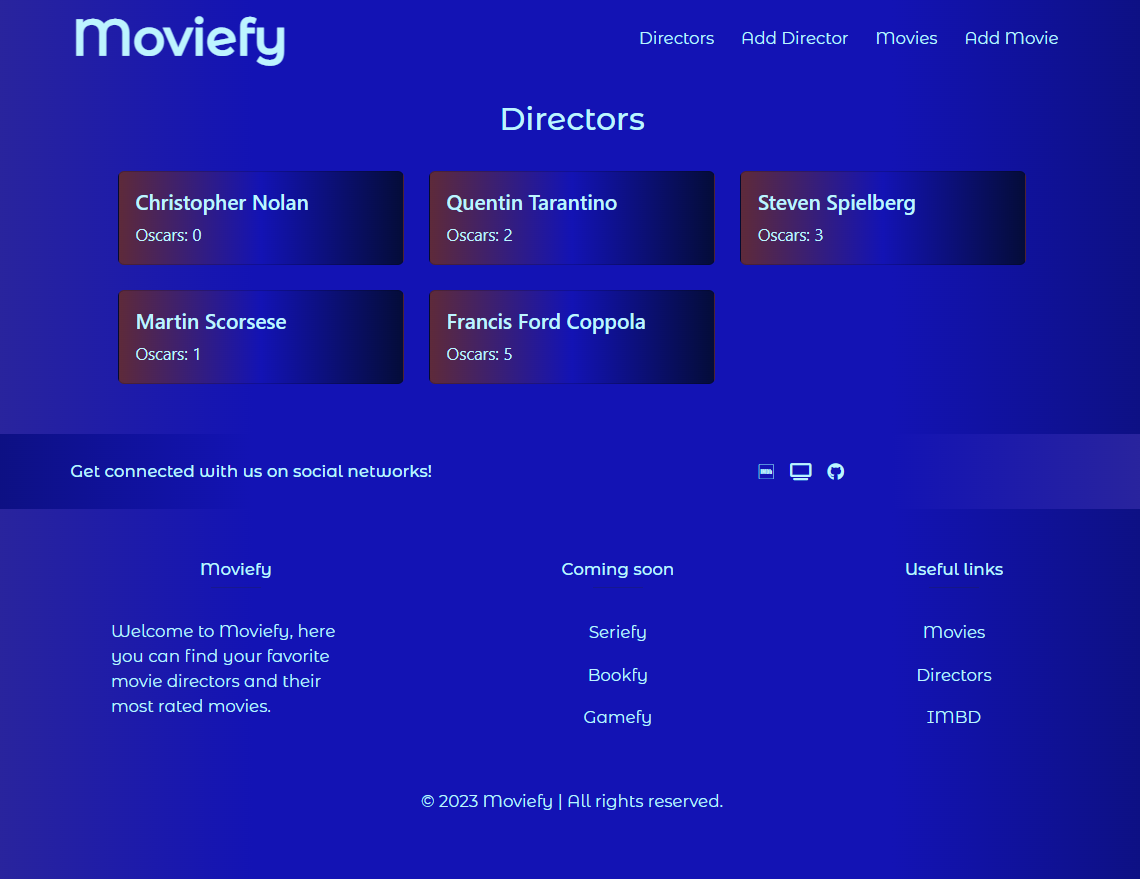 Moviefy
Directors
Add Director
Movies
Add Movie
Directors
Christopher Nolan
Oscars: 0
Quentin Tarantino
Oscars: 2
Steven Spielberg
Oscars: 3
Martin Scorsese
Oscars: 1
Francis Ford Coppola
Oscars: 5
Get connected with us on social networks!
Moviefy
Welcome to Moviefy, here
you can find your favorite
movie directors and their
most rated movies.
Coming soon
Seriefy
Bookfy
Gamefy
Useful links
Movies
Directors
IMBD
© 2023 Moviefy | All rights reserved.